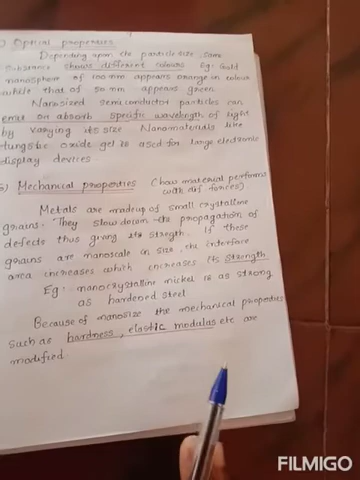 ) Optical properties
Depending upon the particle size, same
substance shows different colours Eg: Gold
nanosphere of 100 nm appears orange in colour
while that of 50 nm appears green.
Nanosized semiconductor particles can
emit or absorb specific wavelength of light
by varying its size Nanomaterials like
tungstic oxide gel is used for large electronic
display devices
) Mechanical properties (how material performs
with dif forces)
Metals are made up of small crystalline
grains. They slow down the propagation of
defects thus giving its strength. If these
grains are nanoscale in size, the interface
area increases which increases its strength
Eg: nanocrystalline nickel is as strong
as hardened steel
Because of nanosize the mechanical properties
such as hardness, elastic modulus etc are
modified.
FILMIGO